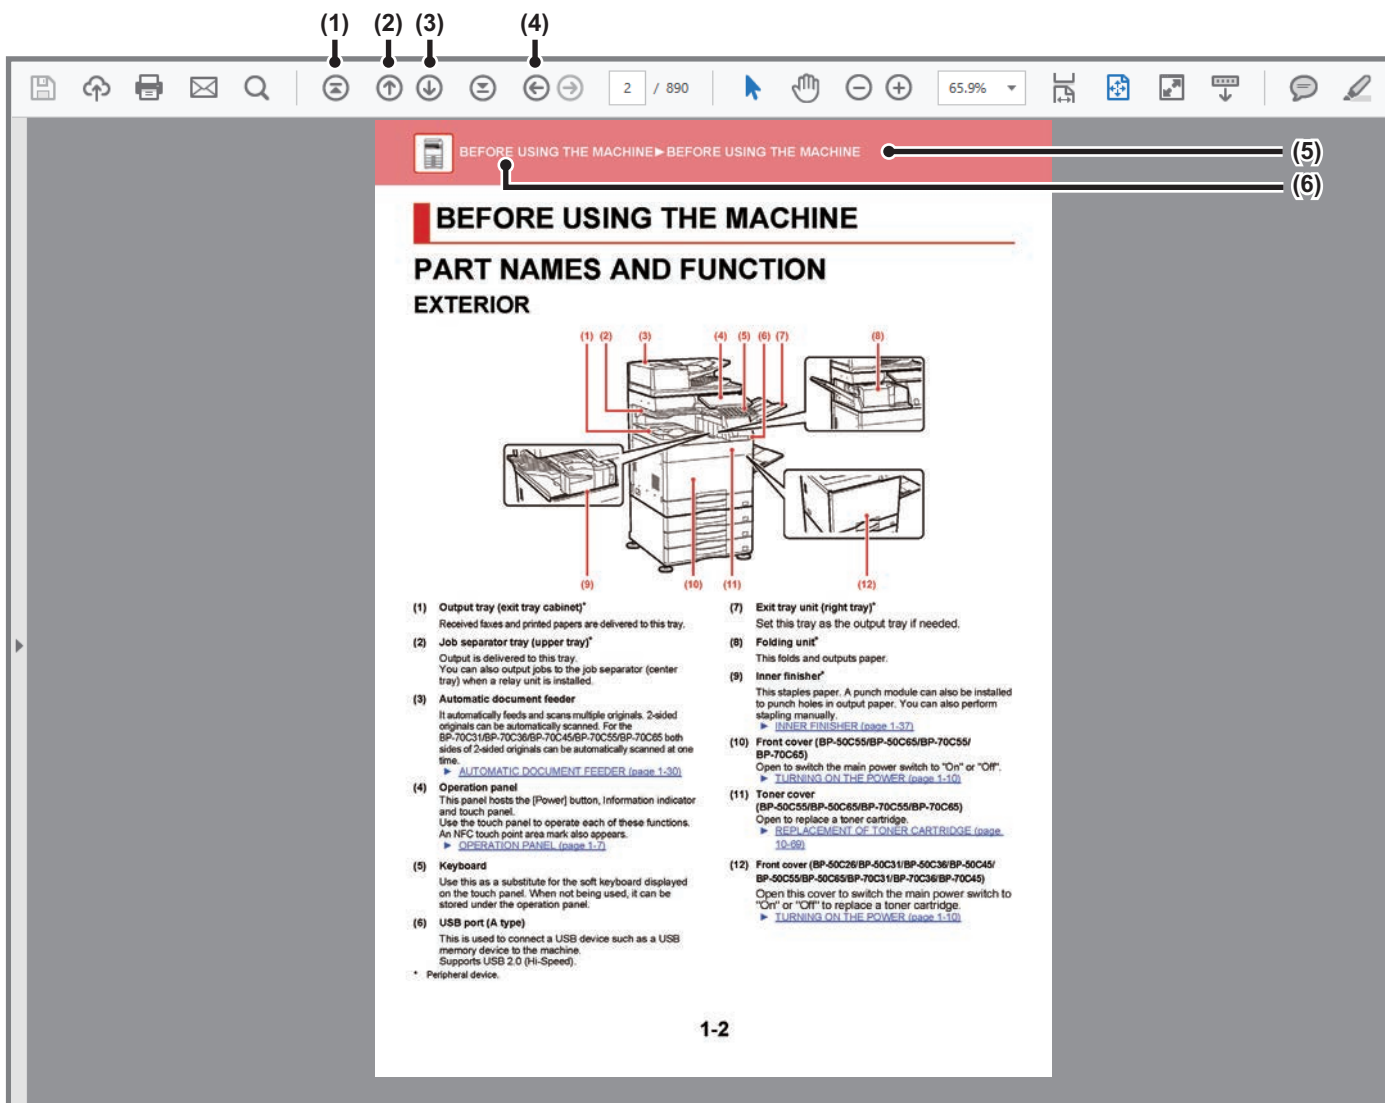 (1) (2) (3) (4)
2 / 890 65.9%
BEFORE USING THE MACHINE►BEFORE USING THE MACHINE
(5)
(6)
BEFORE USING THE MACHINE
PART NAMES AND FUNCTION
EXTERIOR
(1) (2) (3) (4) (5) (6) (7) (8)
(9) (10) (11) (12)
(1) Output tray (exit tray cabinet)*
Received faxes and printed papers are delivered to this tray.
(2) Job separator tray (upper tray)*
Output is delivered to this tray.
You can also output jobs to the job separator (center
tray) when a relay unit is installed.
(3) Automatic document feeder
It automatically feeds and scans multiple originals. 2-sided
originals can be automatically scanned. For the
BP-70C31/BP-70C36/BP-70C45/BP-70C55/BP-70C65 both
sides of 2-sided originals can be automatically scanned at one
time.
► AUTOMATIC DOCUMENT FEEDER (page 1-30)
(4) Operation panel
This panel hosts the [Power] button, Information indicator
and touch panel.
Use the touch panel to operate each of these functions.
An NFC touch point area mark also appears.
► OPERATION PANEL (page 1-7)
(5) Keyboard
Use this as a substitute for the soft keyboard displayed
on the touch panel. When not being used, it can be
stored under the operation panel.
(6) USB port (A type)
This is used to connect a USB device such as a USB
memory device to the machine.
Supports USB 2.0 (Hi-Speed).
* Peripheral device.
(7) Exit tray unit (right tray)*
Set this tray as the output tray if needed.
(8) Folding unit*
This folds and outputs paper.
(9) Inner finisher*
This staples paper. A punch module can also be installed
to punch holes in output paper. You can also perform
stapling manually.
► INNER FINISHER (page 1-37)
(10) Front cover (BP-50C55/BP-50C65/BP-70C55/
BP-70C65)
Open to switch the main power switch to "On" or "Off".
► TURNING ON THE POWER (page 1-10)
(11) Toner cover
(BP-50C55/BP-50C65/BP-70C55/BP-70C65)
Open to replace a toner cartridge.
► REPLACEMENT OF TONER CARTRIDGE (page
10-69)
(12) Front cover (BP-50C26/BP-50C31/BP-50C36/BP-50C45/
BP-50C55/BP-50C65/BP-70C31/BP-70C36/BP-70C45)
Open this cover to switch the main power switch to
"On" or "Off" to replace a toner cartridge.
► TURNING ON THE POWER (page 1-10)
1-2